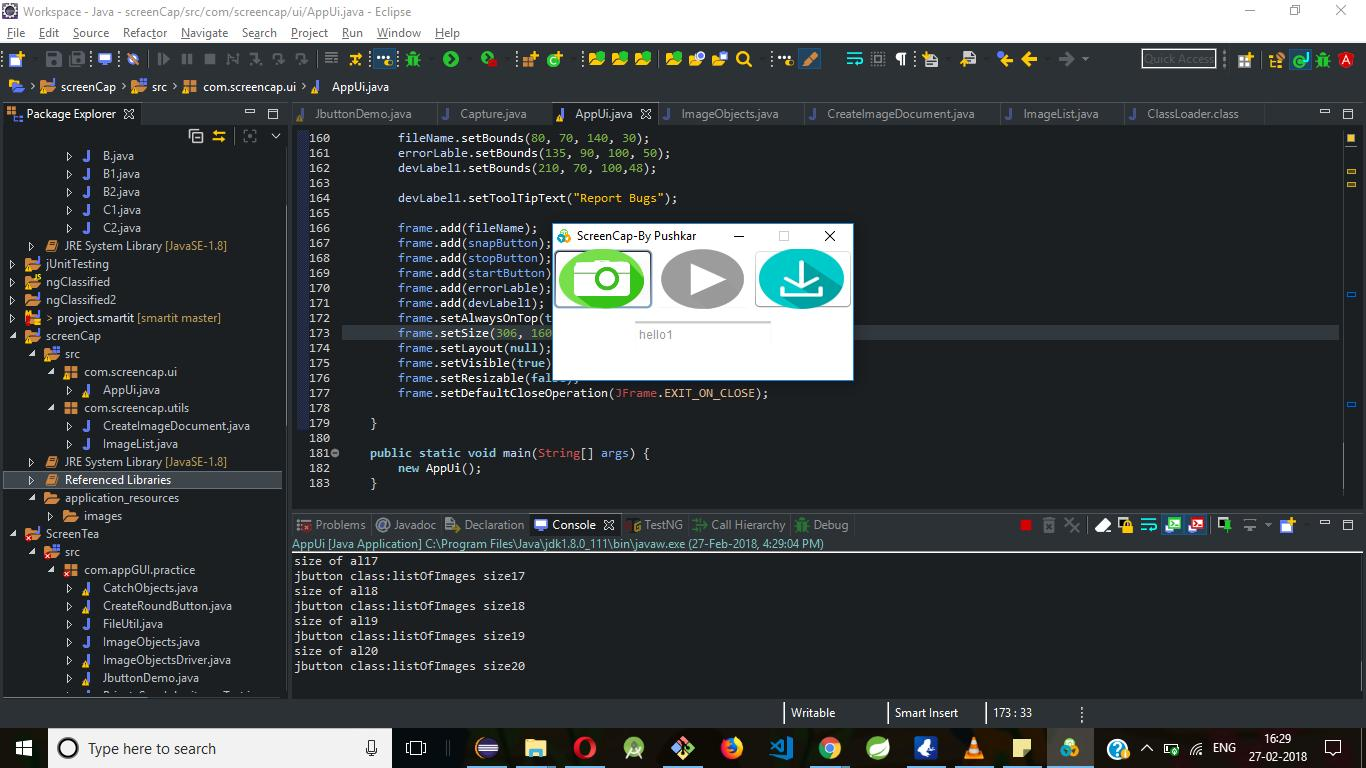 Workspace - Java - screenCap/src/com/screencap/ui/AppUi.java - Eclipse
File Edit Source Refactor Navigate Search Project Run Window Help
Quick Access
screenCap src com.screencap.ui AppUi.java
Package Explorer
B.java
B1.java
B2.java
C1.java
C2.java
JRE System Library [JavaSE-1.8]
jUnitTesting
ngClassified
ngClassified2
> project.smartit [smartit master]
screenCap
src
com.screencap.ui
AppUi.java
com.screencap.utils
CreateImageDocument.java
ImageList.java
JRE System Library [JavaSE-1.8]
Referenced Libraries
application_resources
images
ScreenTea
src
com.appGUI.practice
CatchObjects.java
CreateRoundButton.java
FileUtil.java
ImageObjects.java
ImageObjectsDriver.java
JbuttonDemo.java
JbuttonDemo.java Capture.java AppUi.java ImageObjects.java CreateImageDocument.java ImageList.java ClassLoader.class
160 fileName.setBounds(80, 70, 140, 30);
161 errorLable.setBounds(135, 90, 100, 50);
162 devLabel1.setBounds(210, 70, 100,48);
163
164 devLabel1.setToolTipText("Report Bugs");
165
166 frame.add(fileName);
167 frame.add(snapButton);
168 frame.add(stopButton);
169 frame.add(startButton)
170 frame.add(errorLable);
171 frame.add(devLabel1);
172 frame.setAlwaysOnTop(t
173 frame.setSize(306, 160
174 frame.setLayout(null);
175 frame.setVisible(true)
176 frame.setResizable(false);
177 frame.setDefaultCloseOperation(JFrame.EXIT_ON_CLOSE);
178
179 }
180
181 public static void main(String[] args) {
182 new AppUi();
183 }
ScreenCap-By Pushkar
hello1
Problems Javadoc Declaration Console TestNG Call Hierarchy Debug
AppUi [Java Application] C:\Program Files\Java\jdk1.8.0_111\bin\javaw.exe (27-Feb-2018, 4:29:04 PM)
size of al17
jbutton class:listOfImages size17
size of al18
jbutton class:listOfImages size18
size of al19
jbutton class:listOfImages size19
size of al20
jbutton class:listOfImages size20
Writable Smart Insert 173 : 33
Type here to search
ENG
16:29
27-02-2018